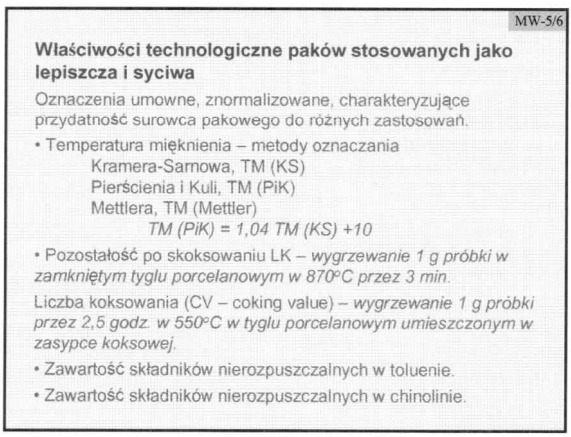 MW-5/6
Właściwości technologiczne paków stosowanych jako
lepiszcza i syciwa
Oznaczenia umowne, znormalizowane, charakteryzujące
przydatność surowca pakowego do różnych zastosowań.
• Temperatura mięknienia – metody oznaczania
Kramera-Sarnowa, TM (KS)
Pierścienia i Kuli, TM (PiK)
Mettlera, TM (Mettler)
TM (PiK) = 1,04 TM (KS) +10
• Pozostałość po skoksowaniu LK – wygrzewanie 1 g próbki w
zamkniętym tyglu porcelanowym w 870°C przez 3 min.
Liczba koksowania (CV – coking value) – wygrzewanie 1 g próbki
przez 2,5 godz. w 550°C w tyglu porcelanowym umieszczonym w
zasypce koksowej.
• Zawartość składników nierozpuszczalnych w toluenie.
• Zawartość składników nierozpuszczalnych w chinolinie.